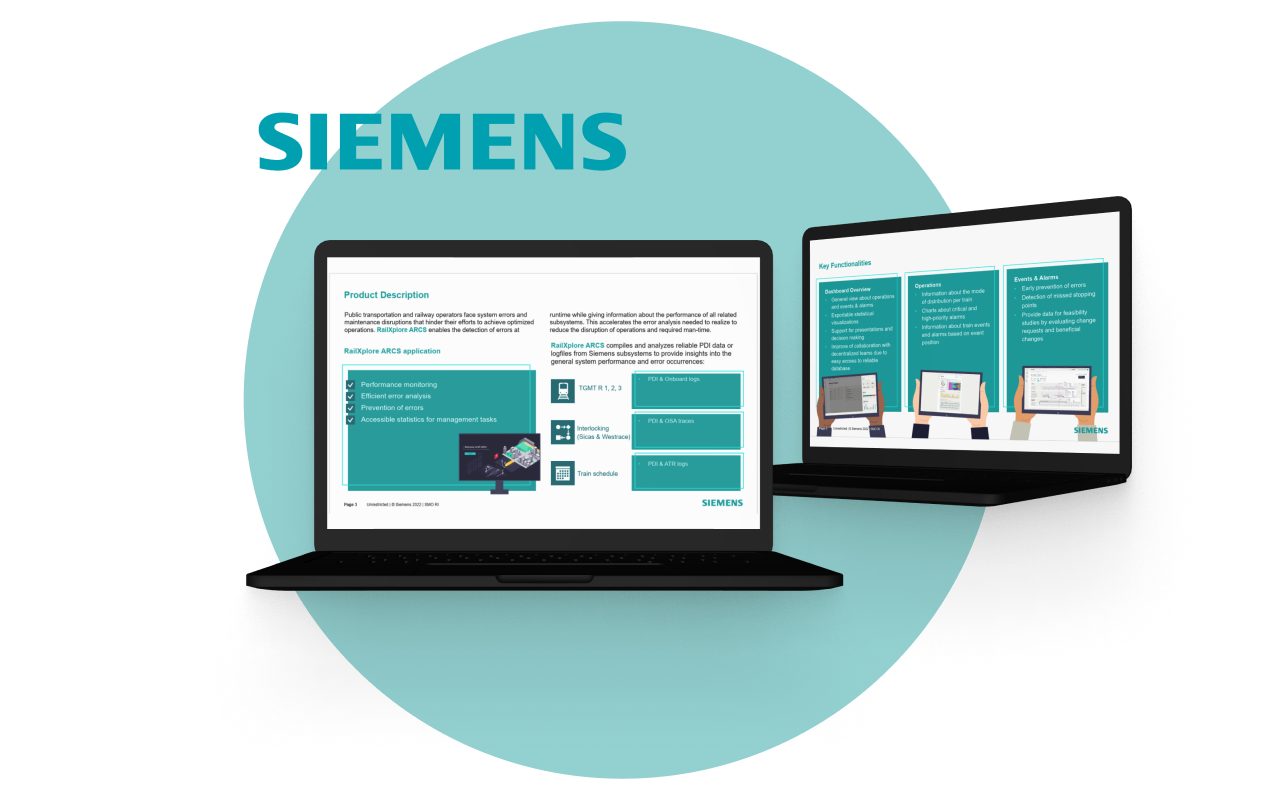 SIEMENS
Product Description
Public transportation and railway operators face system errors and
maintenance disruptions that hinder their efforts to achieve optimized
operations. RailXplore ARCS enables the detection of errors at
runtime while giving information about the performance of all related
subsystems. This accelerates the error analysis needed to realize to
reduce the disruption of operations and required man-time.
RailXplore ARCS application
Performance monitoring
Efficient error analysis
Prevention of errors
Accessible statistics for management tasks
RailXplore ARCS compiles and analyzes reliable PDI data or
logfiles from Siemens subsystems to provide insights into the
general system performance and error occurrences:
TGMT R 1, 2, 3
· PDI & Onboard logs
Interlocking
(Sicas & Westrace)
· PDI & OSA traces
Train schedule
· PDI & ATR logs
Page 3 Unrestricted | © Siemens 2022 | SMO RI
SIEMENS
Key Functionalities
Dashboard Overview
· General view about operations
and events & alarms
· Exportable statistical
visualizations
· Support for presentations and
decision making
· Improve of collaboration with
decentralized teams due to
easy access to reliable
database
Operations
· Information about the mode
of distribution per train
· Charts about critical and
high-priority alarms
· Information about train events
and alarms based on event
position
Events & Alarms
· Early prevention of errors
· Detection of missed stopping
points
· Provide data for feasibility
studies by evaluating change
requests and beneficial
changes
SIEMENS